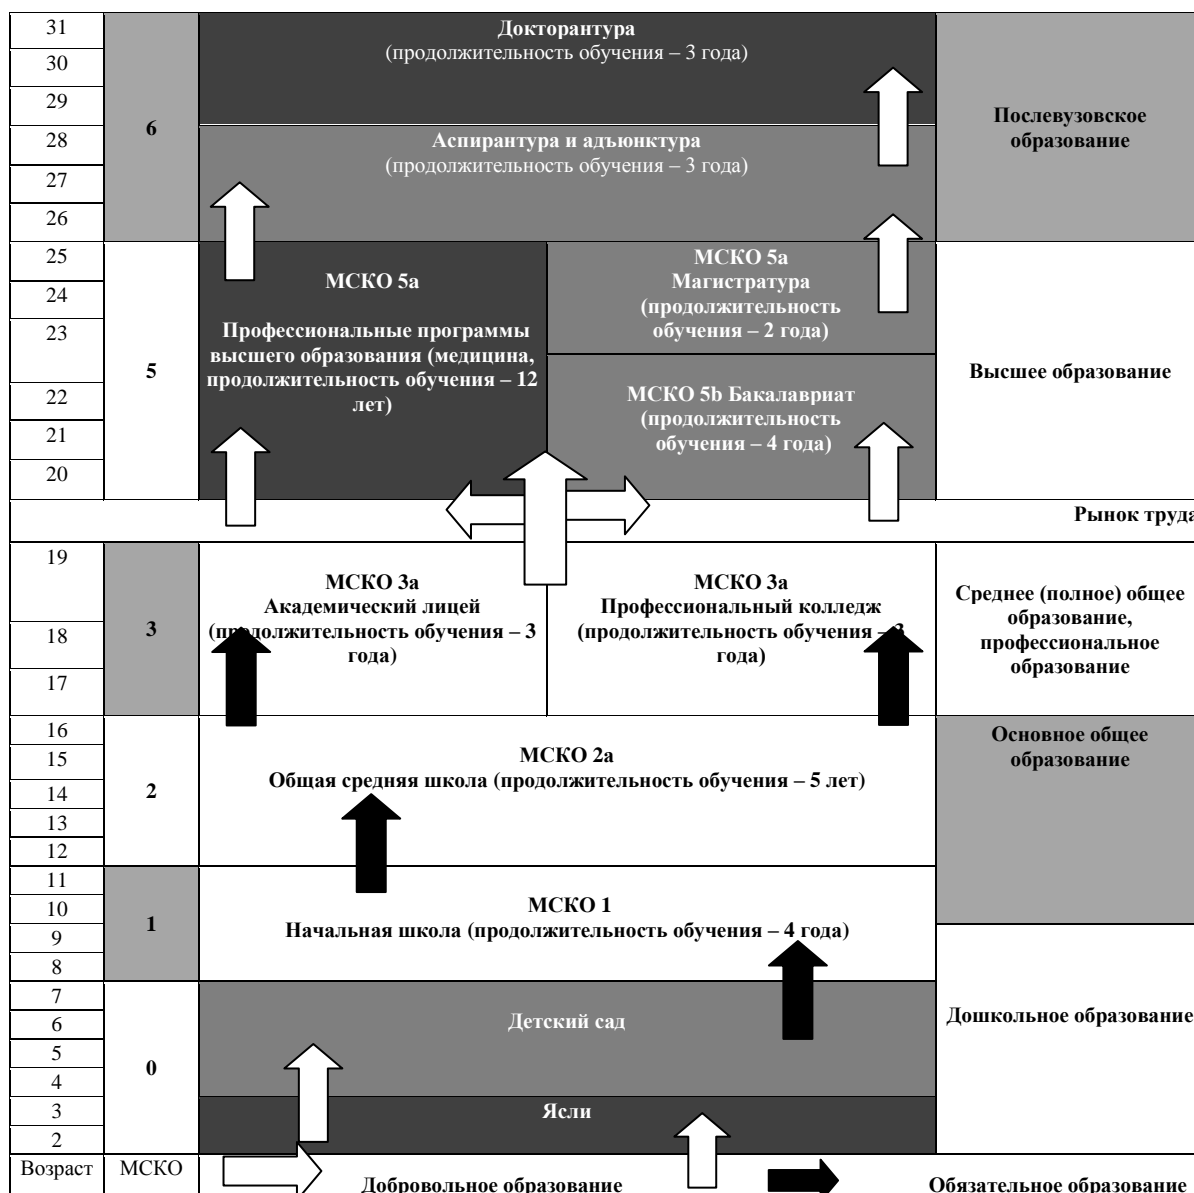 31
30
29
28
27
26
6
Докторантура
(продолжительность обучения – 3 года)
Аспирантура и адъюнктура
(продолжительность обучения – 3 года)
Послевузовское
образование
25
24
23
22
21
20
5
МСКО 5а
Профессиональные программы
высшего образования (медицина,
продолжительность обучения – 12
лет)
МСКО 5а
Магистратура
(продолжительность
обучения – 2 года)
МСКО 5b Бакалавриат
(продолжительность
обучения – 4 года)
Высшее образование
Рынок труда
19
18
17
3
МСКО 3а
Академический лицей
(продолжительность обучения – 3
года)
МСКО 3а
Профессиональный колледж
(продолжительность обучения – 3
года)
Среднее (полное) общее
образование,
профессиональное
образование
16
15
14
13
12
2
МСКО 2а
Общая средняя школа (продолжительность обучения – 5 лет)
Основное общее
образование
11
10
9
8
1
МСКО 1
Начальная школа (продолжительность обучения – 4 года)
7
6
5
4
3
2
0
Детский сад
Ясли
Дошкольное образование
Возраст
МСКО
Добровольное образование
Обязательное образование